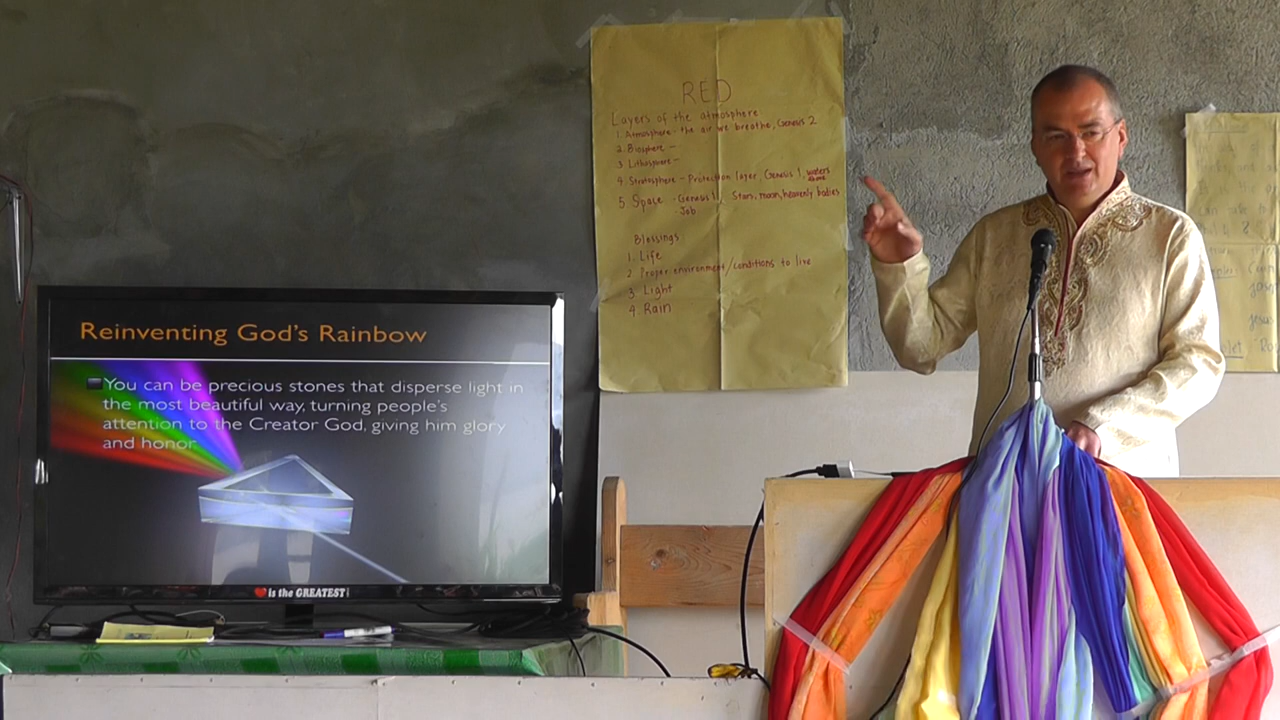 RED
Layers of the atmosphere
1. Atmosphere - the air we breathe, Genesis 2
2. Biosphere -
3. Lithosphere -
4. Stratosphere - Protection layer, Genesis 1, waters above
5. Space - Genesis 1, Stars, moon, heavenly bodies
- Job
Blessings
1. Life
2. Proper environment/conditions to live
3. Light
4. Rain
Reinventing God's Rainbow
You can be precious stones that disperse light in
the most beautiful way, turning people's
attention to the Creator God, giving him glory
and honor
is the GREATEST